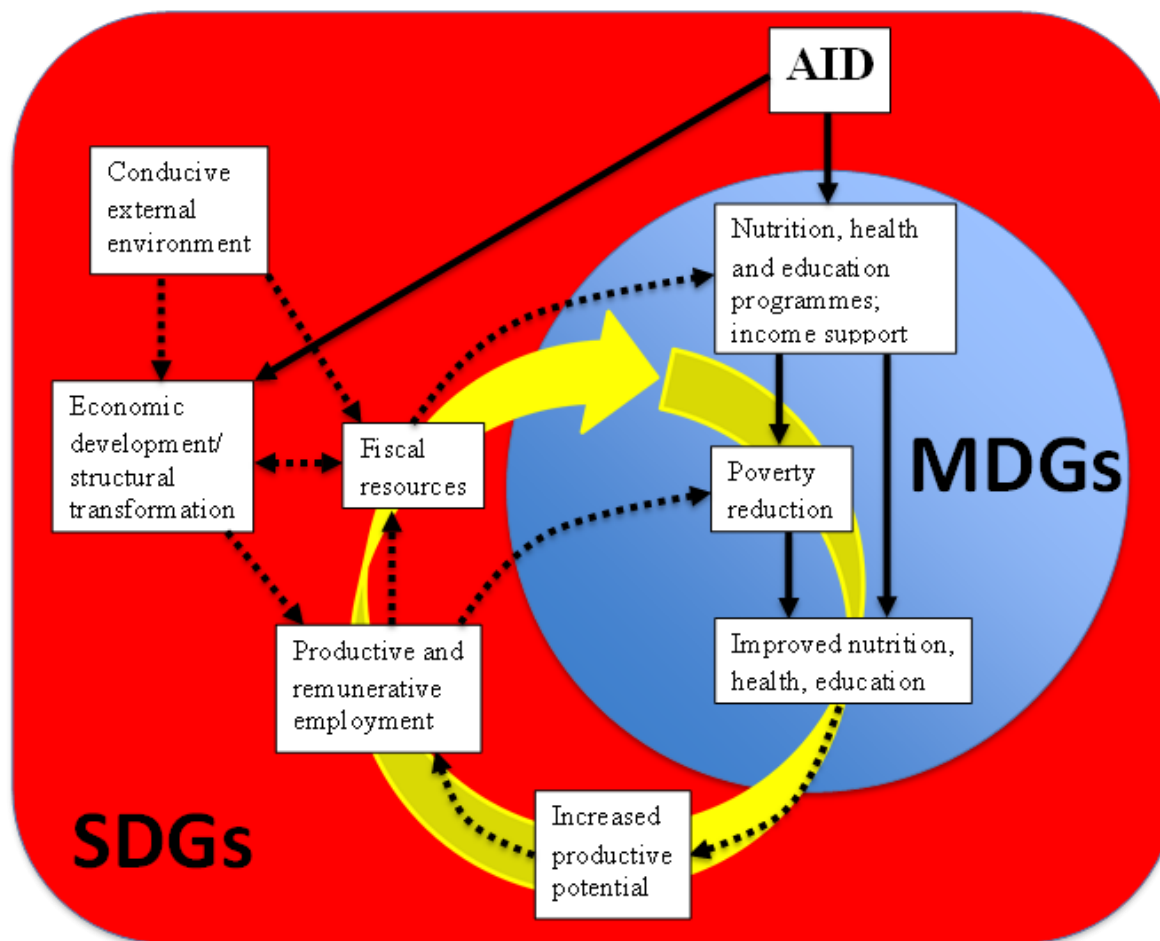 AID
Conducive
external
environment
Nutrition, health
and education
programmes;
income support
Economic
development/
structural
transformation
Fiscal
resources
Poverty
reduction
MDGs
Productive and
remunerative
employment
Improved nutrition,
health, education
Increased
productive
potential
SDGs